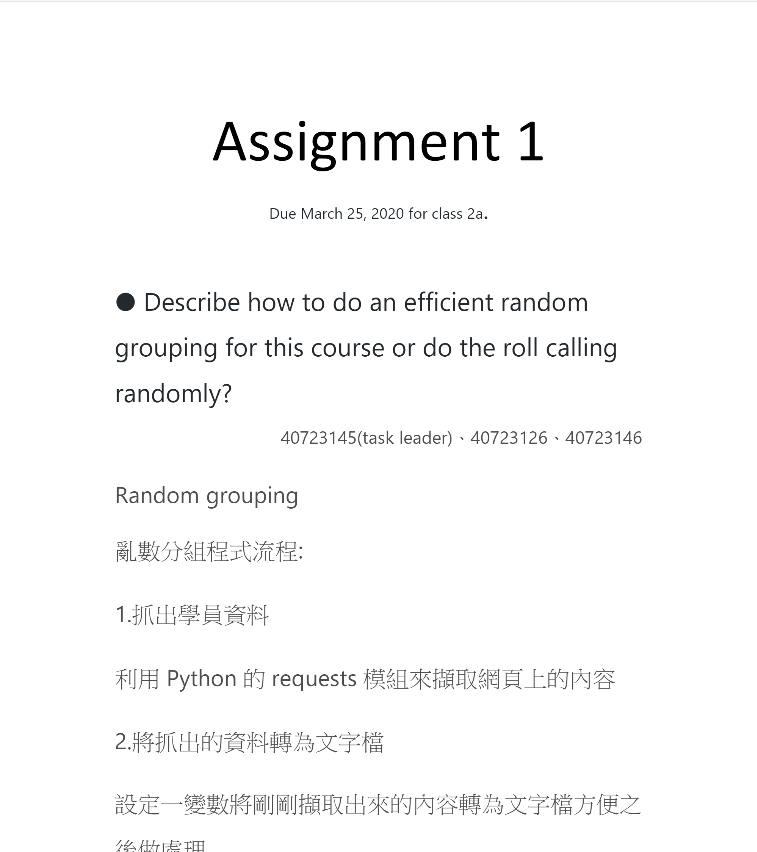 Assignment 1
Due March 25, 2020 for class 2a.
● Describe how to do an efficient random
grouping for this course or do the roll calling
randomly?
40723145(task leader)、40723126、40723146
Random grouping
亂數分組程式流程:
1.抓出學員資料
利用 Python 的 requests 模組來擷取網頁上的內容
2.將抓出的資料轉為文字檔
設定一變數將剛剛擷取出來的內容轉為文字檔方便之
後做處理